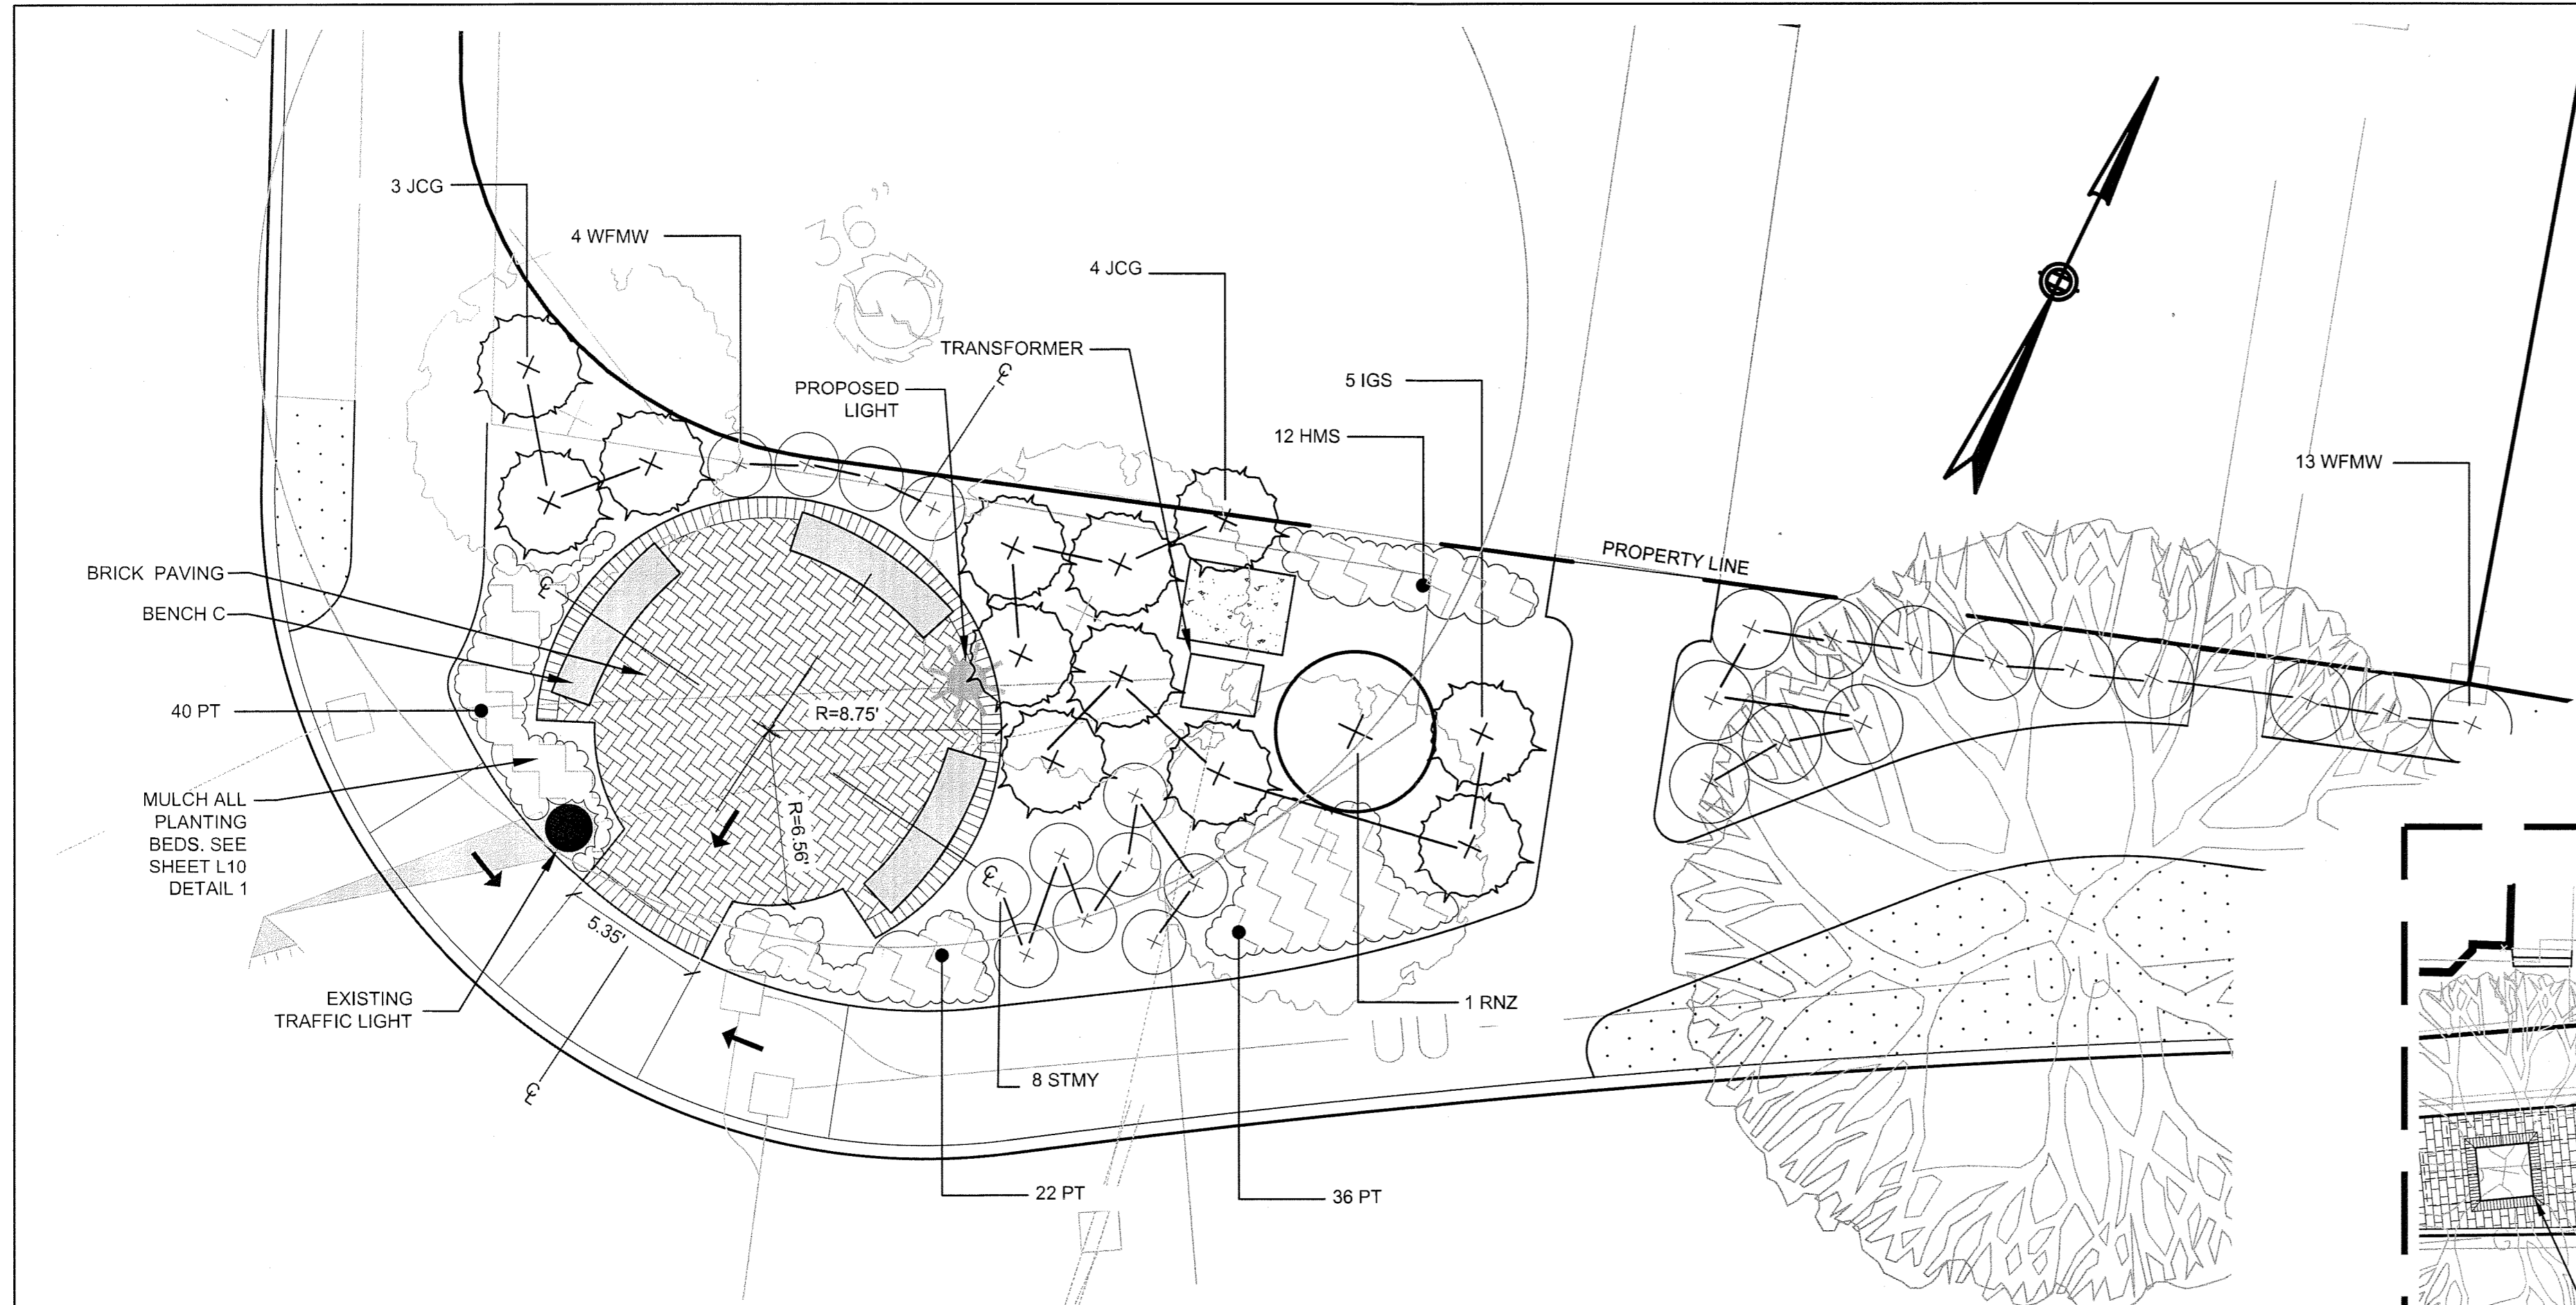 3 JCG
36"
4 WFMW
4 JCG
TRANSFORMER
PROPOSED
LIGHT
5 IGS
12 HMS
13 WFMW
PROPERTY LINE
BRICK PAVING
BENCH C
40 PT
R=8.75'
R=6.56'
MULCH ALL
PLANTING
BEDS. SEE
SHEET L10
DETAIL 1
5.35'
EXISTING
TRAFFIC LIGHT
1 RNZ
8 STMY
22 PT
36 PT